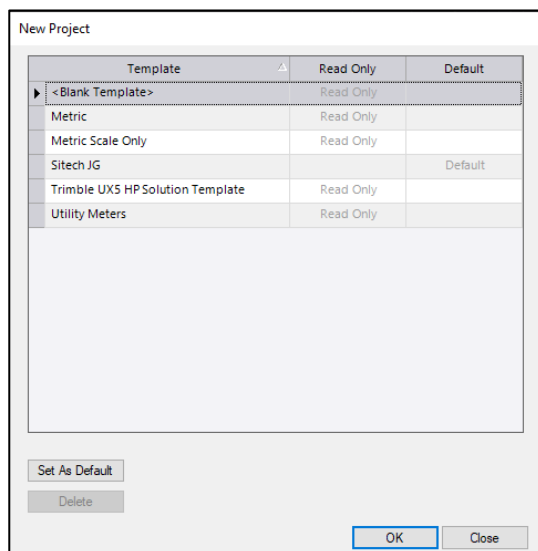 New Project
Template Read Only Default
<Blank Template> Read Only
Metric Read Only
Metric Scale Only Read Only
Sitech JG Default
Trimble UX5 HP Solution Template Read Only
Utility Meters Read Only
Set As Default
Delete
OK Close